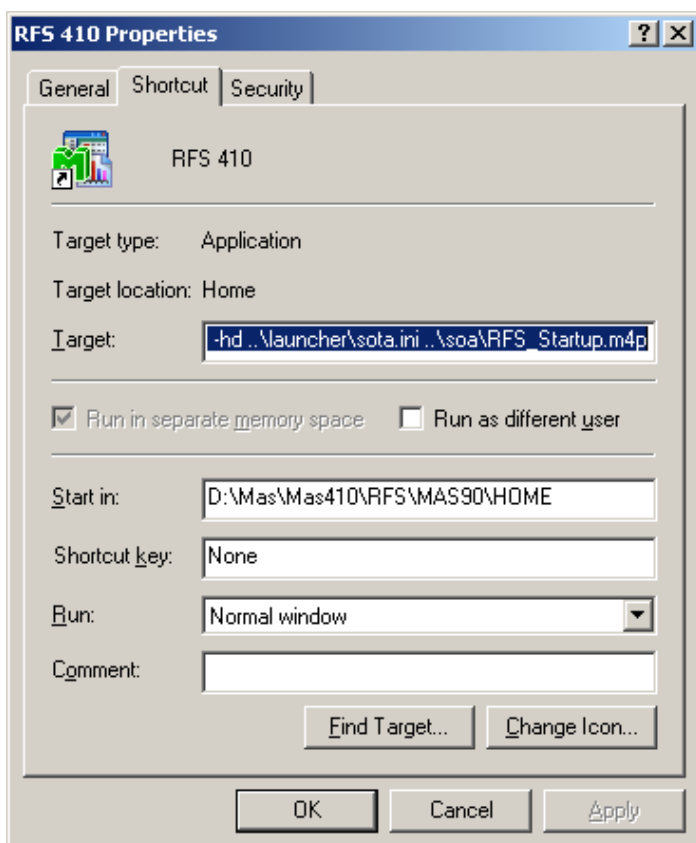 RFS 410 Properties
General Shortcut Security
RFS 410
Target type: Application
Target location: Home
Target: -hd ..\launcher\sota.ini ..\soa\RFS_Startup.m4p
Run in separate memory space Run as different user
Start in: D:\Mas\Mas410\RFS\MAS90\HOME
Shortcut key: None
Run: Normal window
Comment:
Find Target... Change Icon...
OK Cancel Apply